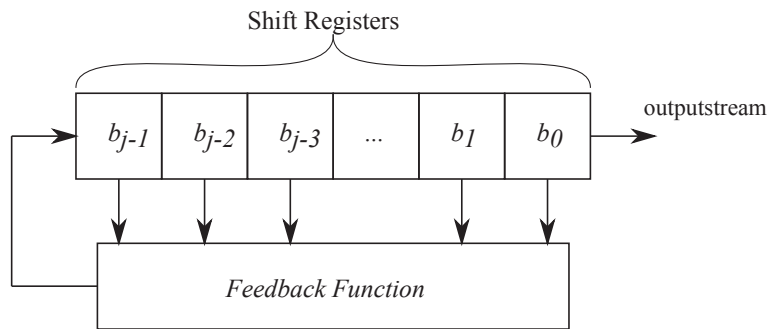 Shift Registers
outputstream
b_{j-1} b_{j-2} b_{j-3} ... b_1 b_0
Feedback Function